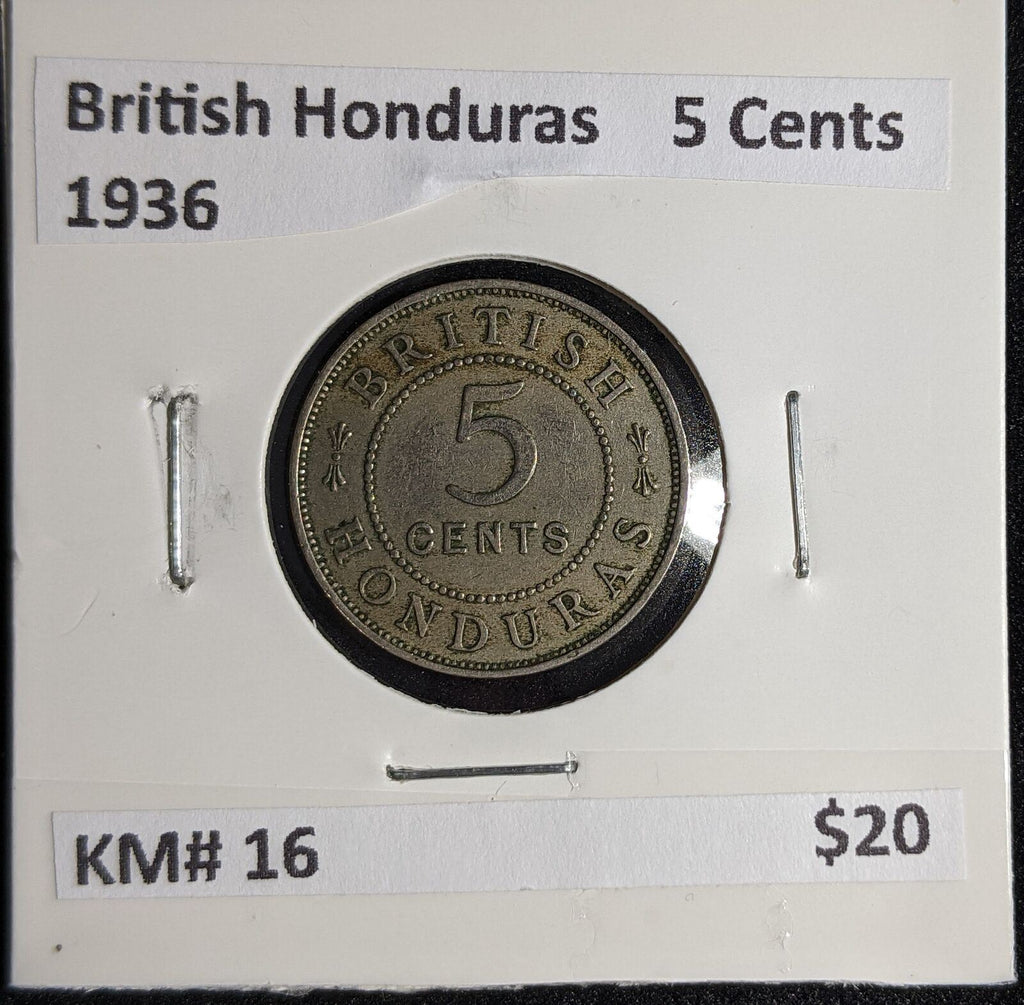 British Honduras 5 Cents
1936
BRITISH
5
CENTS
HONDURAS
KM# 16 $20